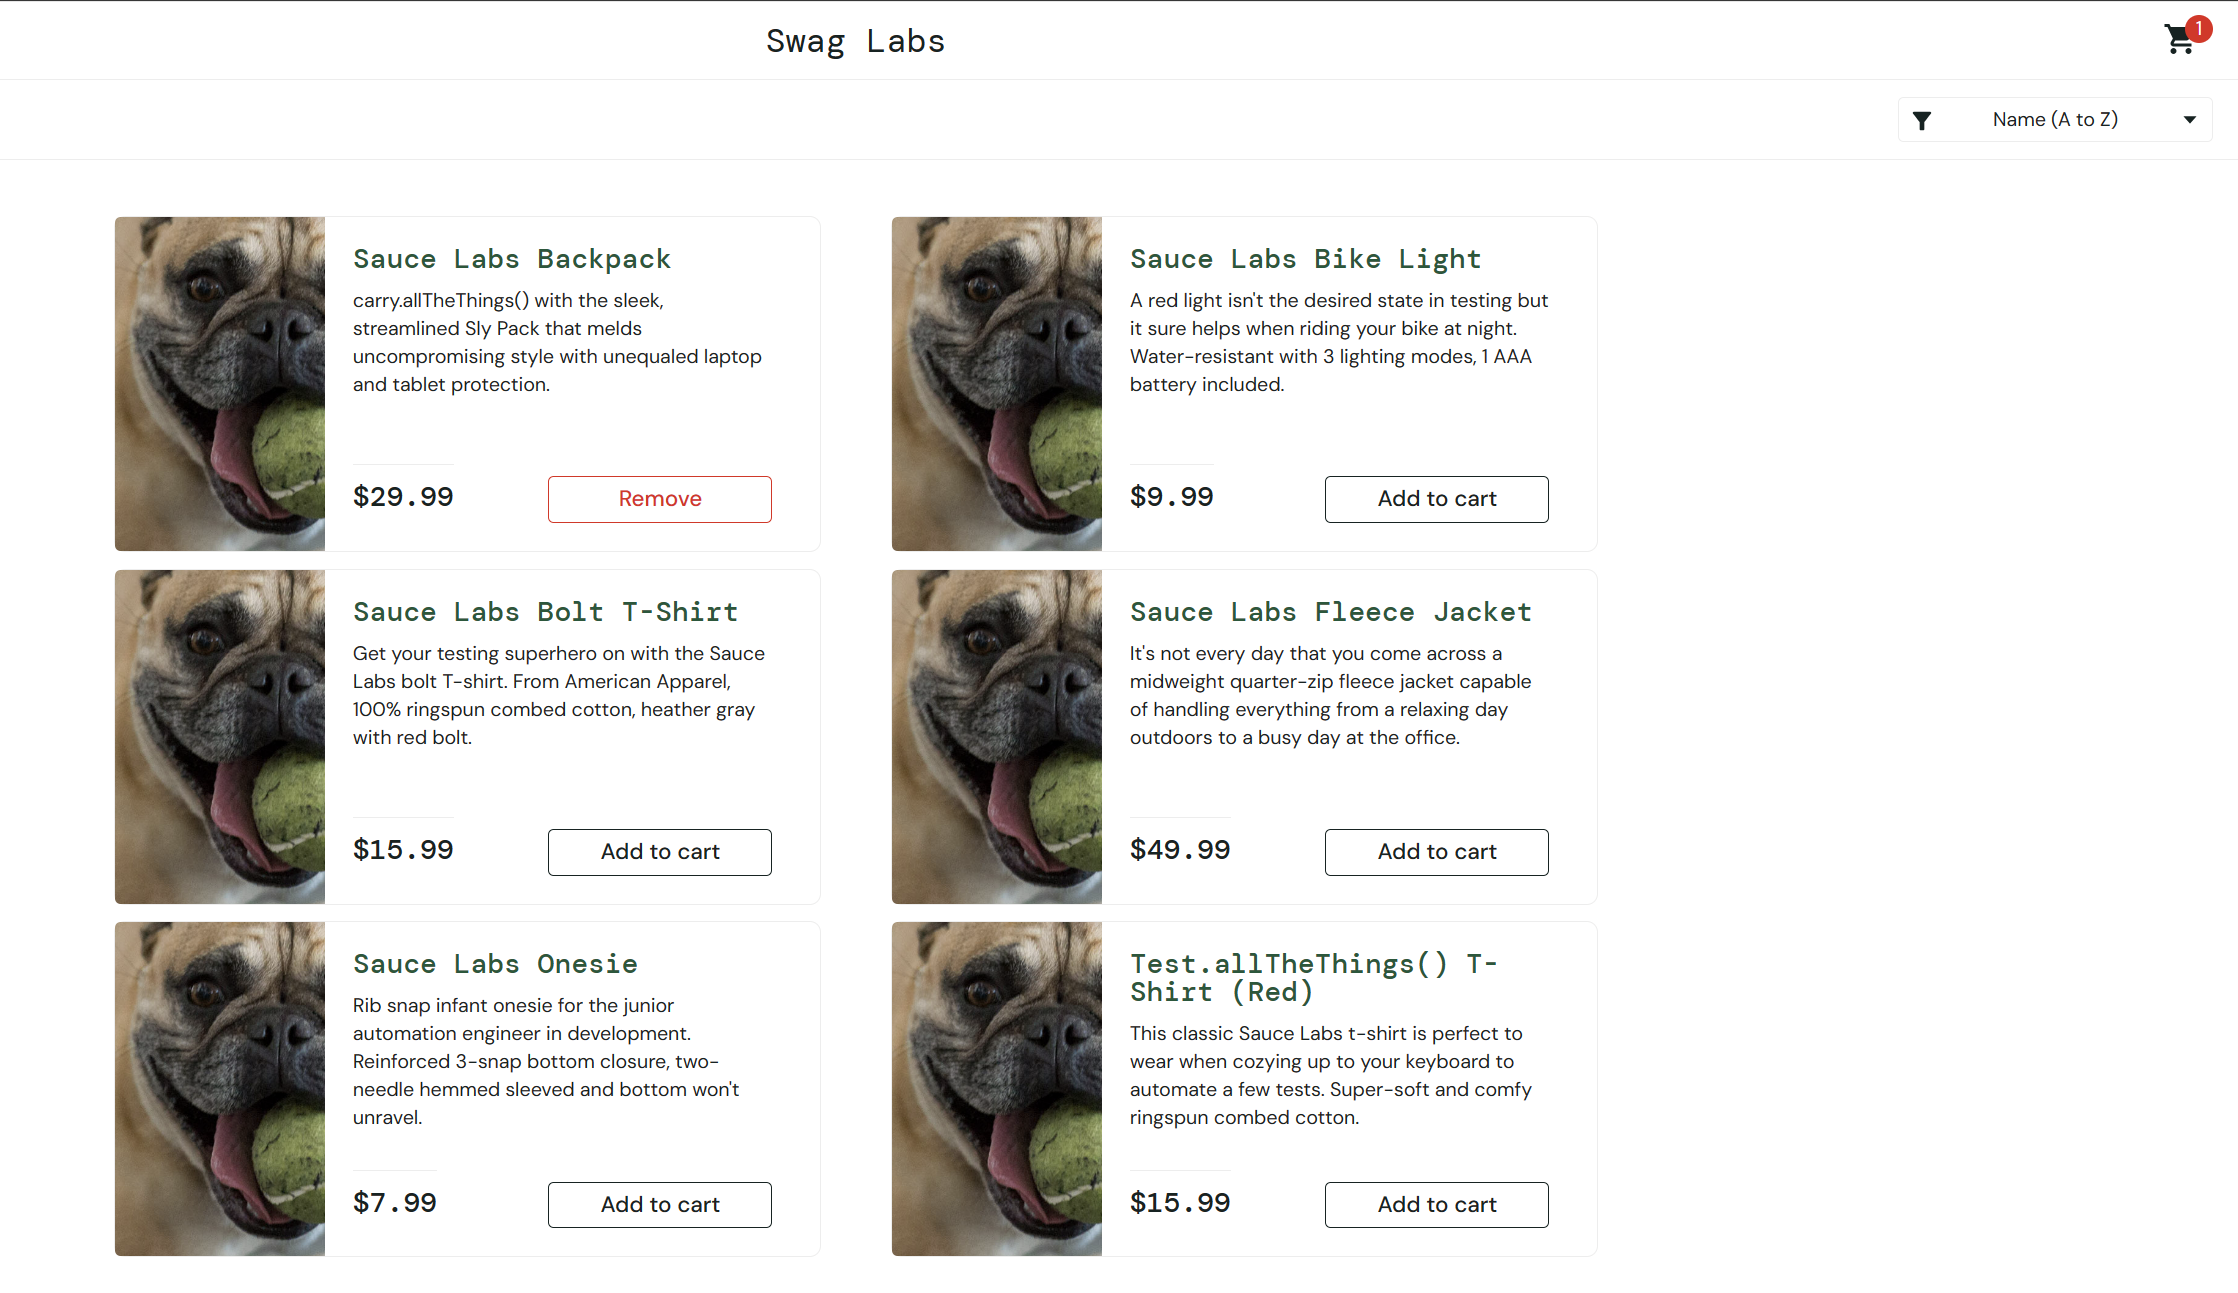 Swag Labs
1
Name (A to Z)
Sauce Labs Backpack
carry.allTheThings() with the sleek,
streamlined Sly Pack that melds
uncompromising style with unequaled laptop
and tablet protection.
$29.99
Remove
Sauce Labs Bike Light
A red light isn't the desired state in testing but
it sure helps when riding your bike at night.
Water-resistant with 3 lighting modes, 1 AAA
battery included.
$9.99
Add to cart
Sauce Labs Bolt T-Shirt
Get your testing superhero on with the Sauce
Labs bolt T-shirt. From American Apparel,
100% ringspun combed cotton, heather gray
with red bolt.
$15.99
Add to cart
Sauce Labs Fleece Jacket
It's not every day that you come across a
midweight quarter-zip fleece jacket capable
of handling everything from a relaxing day
outdoors to a busy day at the office.
$49.99
Add to cart
Sauce Labs Onesie
Rib snap infant onesie for the junior
automation engineer in development.
Reinforced 3-snap bottom closure, two-
needle hemmed sleeved and bottom won't
unravel.
$7.99
Add to cart
Test.allTheThings() T-
Shirt (Red)
This classic Sauce Labs t-shirt is perfect to
wear when cozying up to your keyboard to
automate a few tests. Super-soft and comfy
ringspun combed cotton.
$15.99
Add to cart